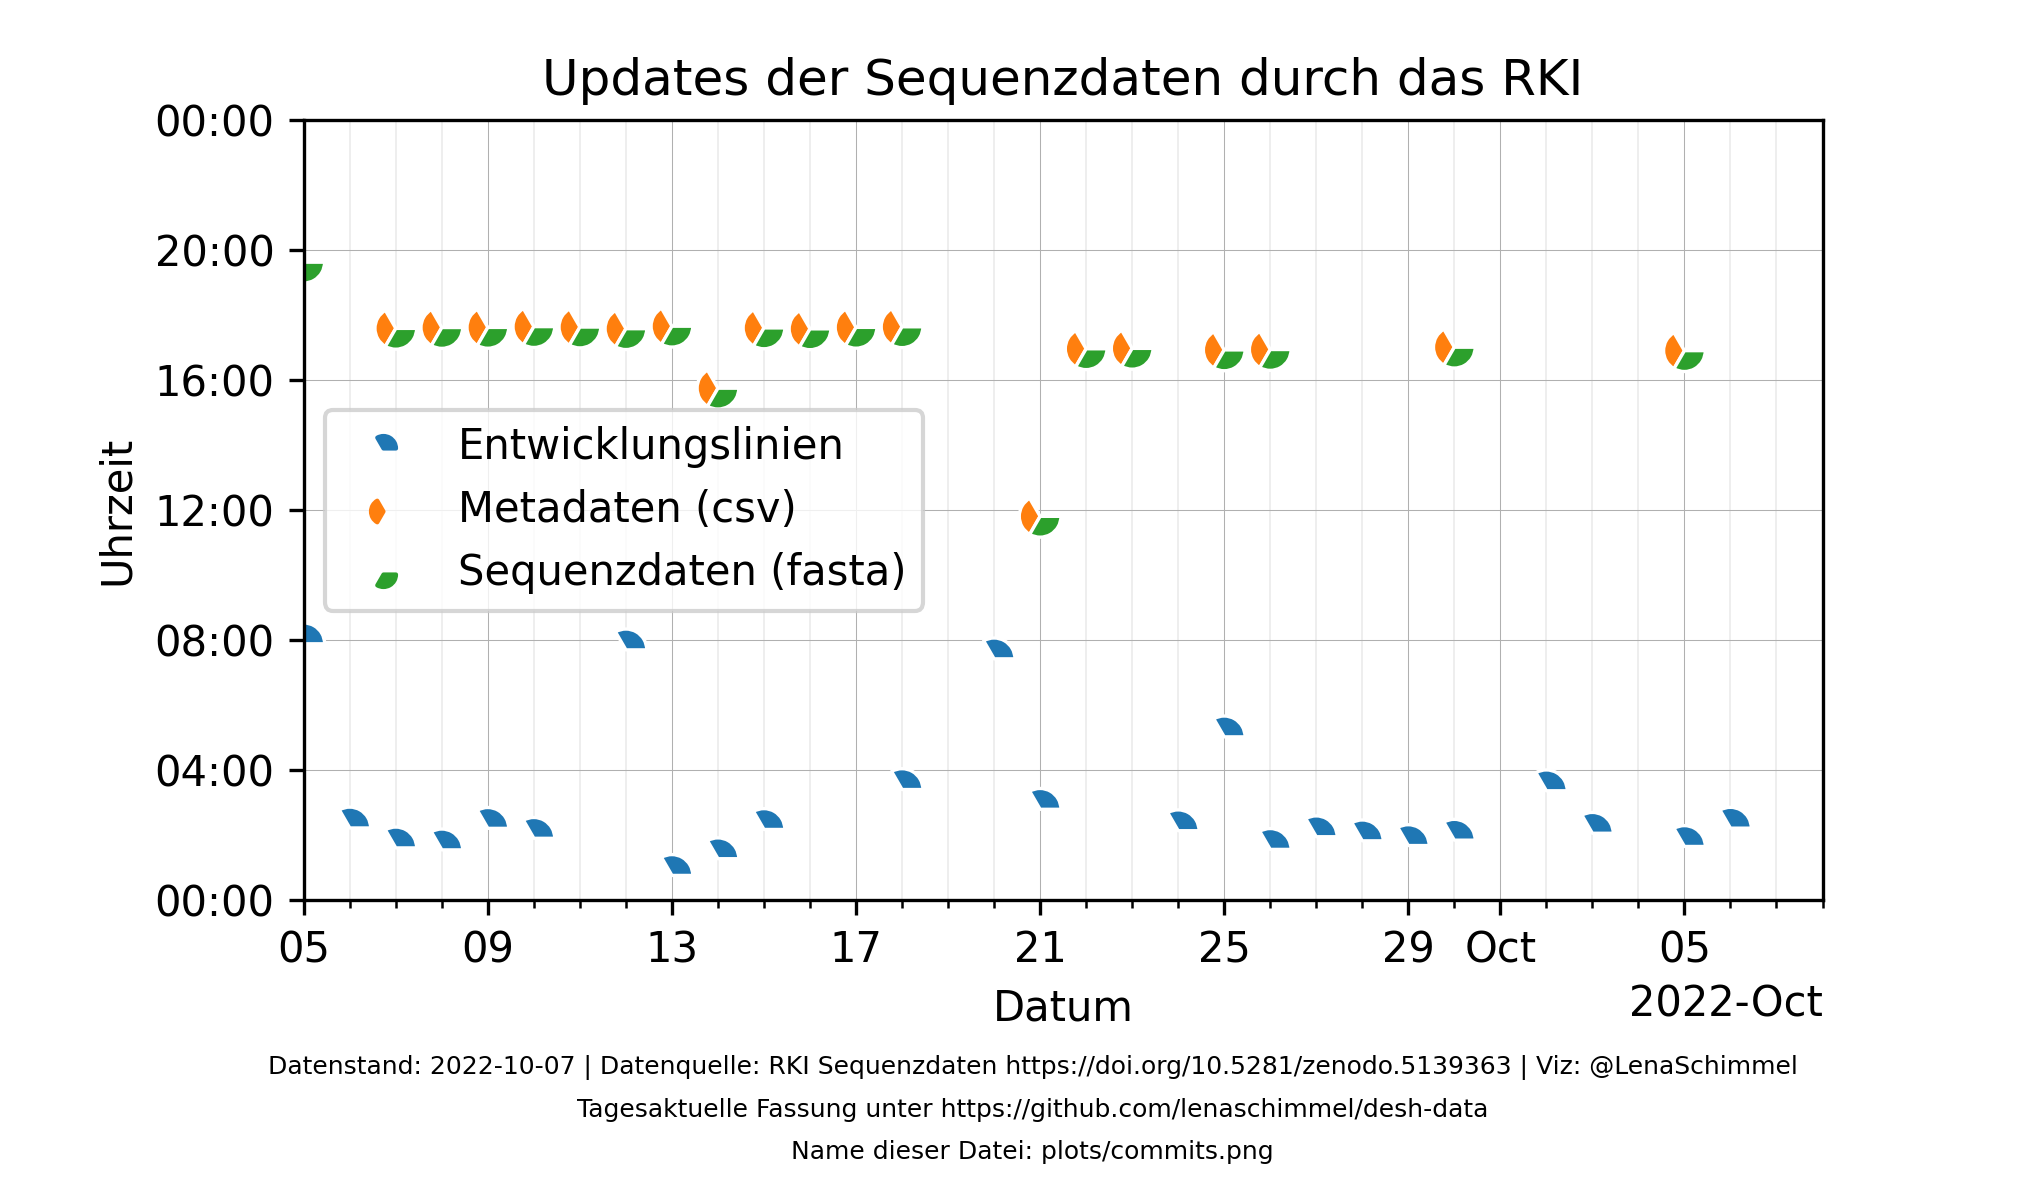 Updates der Sequenzdaten durch das RKI
00:00
20:00
16:00
12:00
08:00
04:00
00:00
Uhrzeit
Entwicklungslinien
Metadaten (csv)
Sequenzdaten (fasta)
05 09 13 17 21 25 29 Oct 05
2022-Oct
Datum
Datenstand: 2022-10-07 | Datenquelle: RKI Sequenzdaten https://doi.org/10.5281/zenodo.5139363 | Viz: @LenaSchimmel
Tagesaktuelle Fassung unter https://github.com/lenaschimmel/desh-data
Name dieser Datei: plots/commits.png